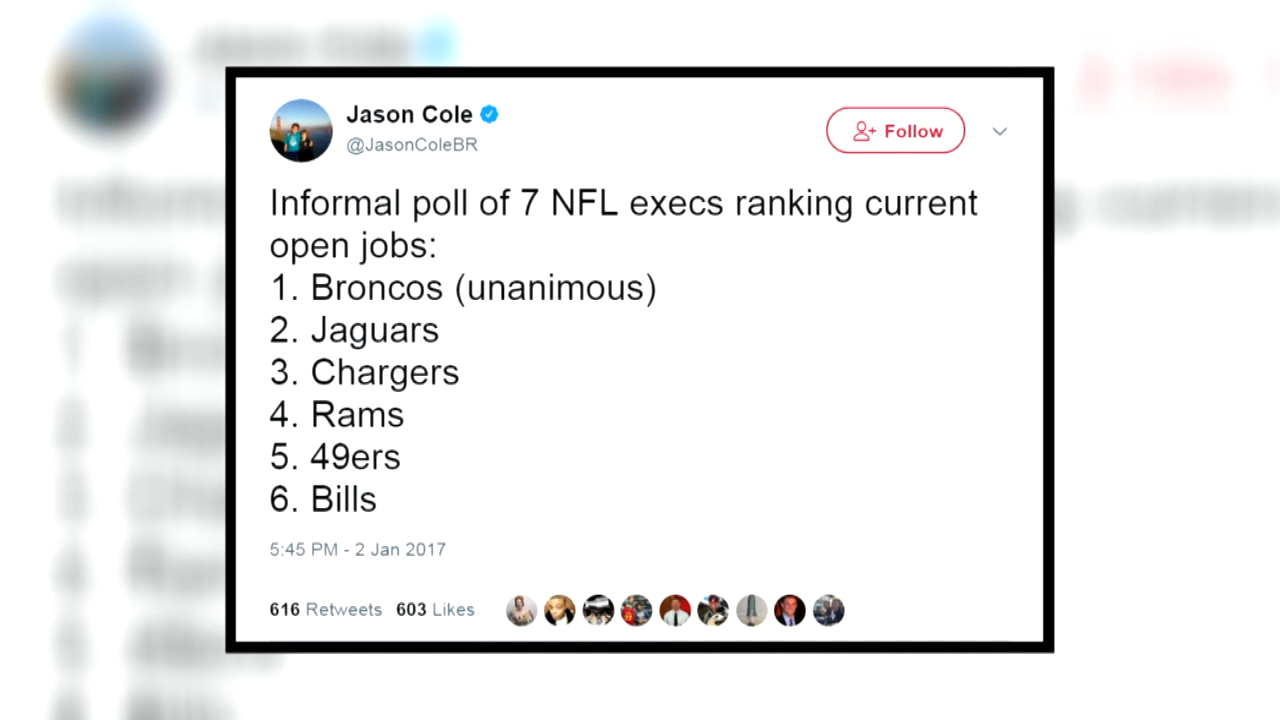 Jason Cole
@JasonColeBR
Follow
Informal poll of 7 NFL execs ranking current
open jobs:
1. Broncos (unanimous)
2. Jaguars
3. Chargers
4. Rams
5. 49ers
6. Bills
5:45 PM - 2 Jan 2017
616 Retweets 603 Likes